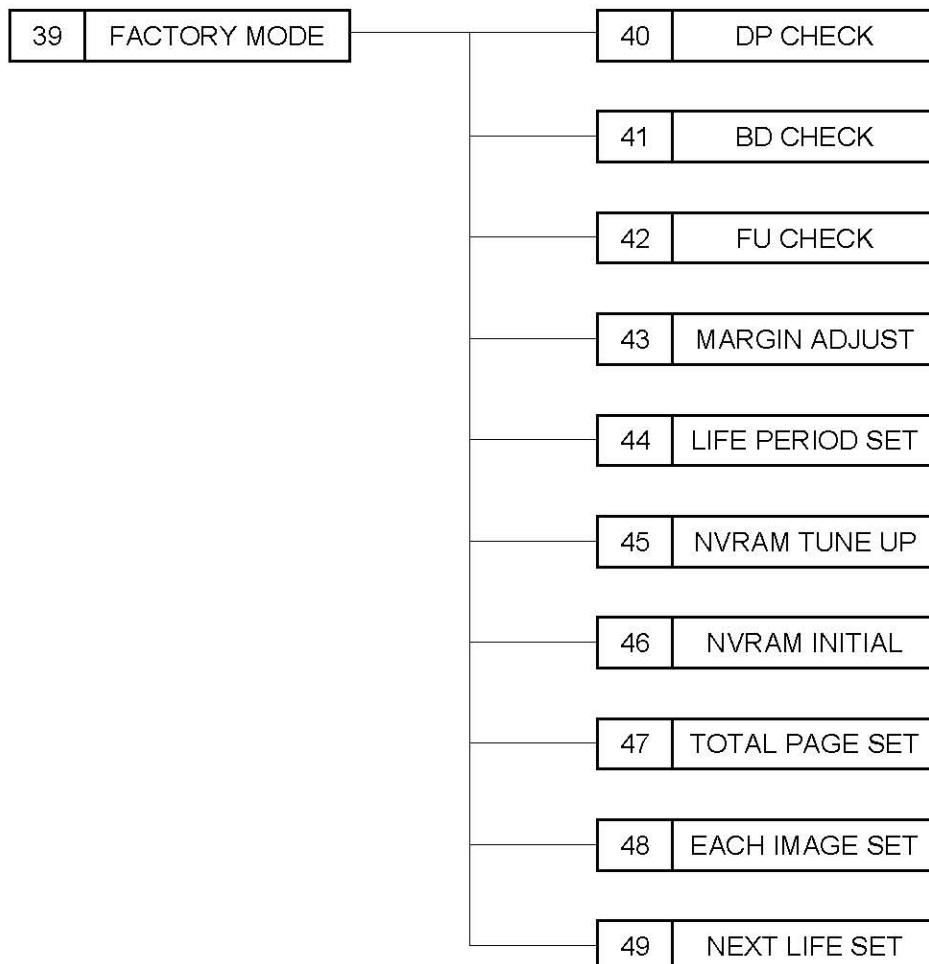 39 FACTORY MODE
40 DP CHECK
41 BD CHECK
42 FU CHECK
43 MARGIN ADJUST
44 LIFE PERIOD SET
45 NVRAM TUNE UP
46 NVRAM INITIAL
47 TOTAL PAGE SET
48 EACH IMAGE SET
49 NEXT LIFE SET